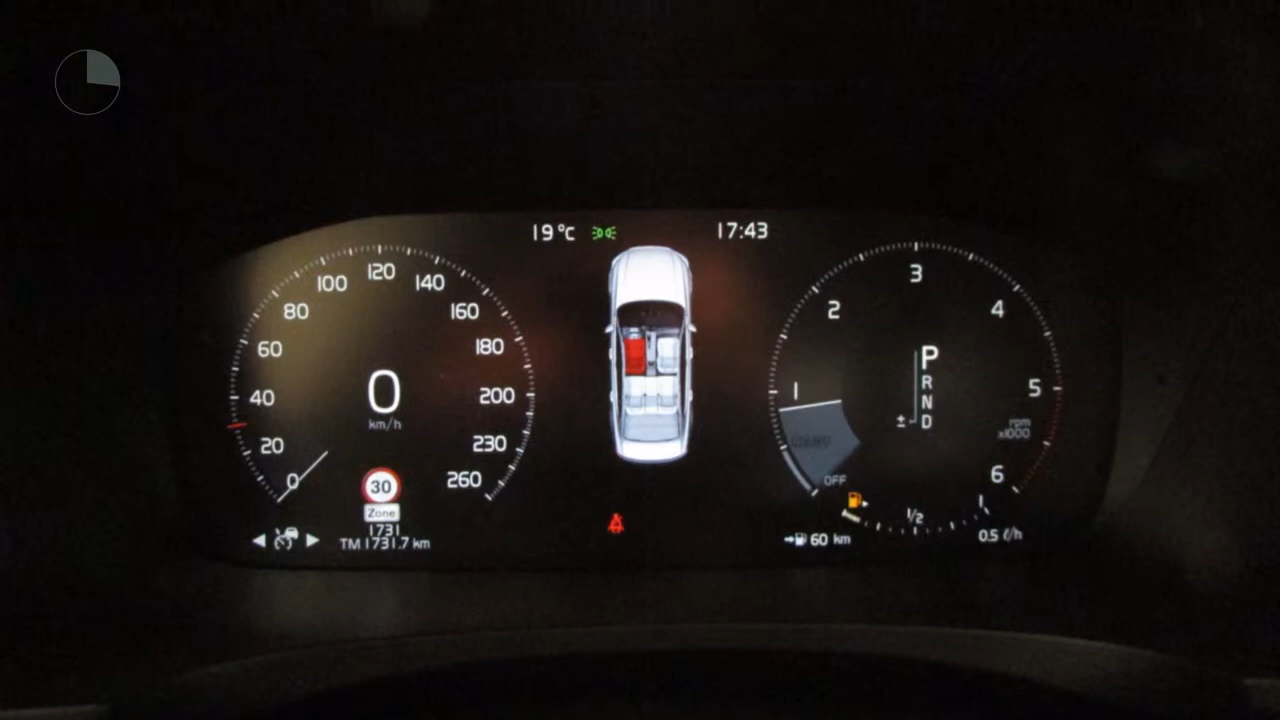 19 °C
17:43
0
20
40
60
80
100
120
140
160
180
200
230
260
0
km/h
30
Zone
1731
TM 1731.7 km
1
2
3
4
5
6
rpm
x1000
P
R
N
± D
OFF
1/2
60 km
0.5 ℓ/h